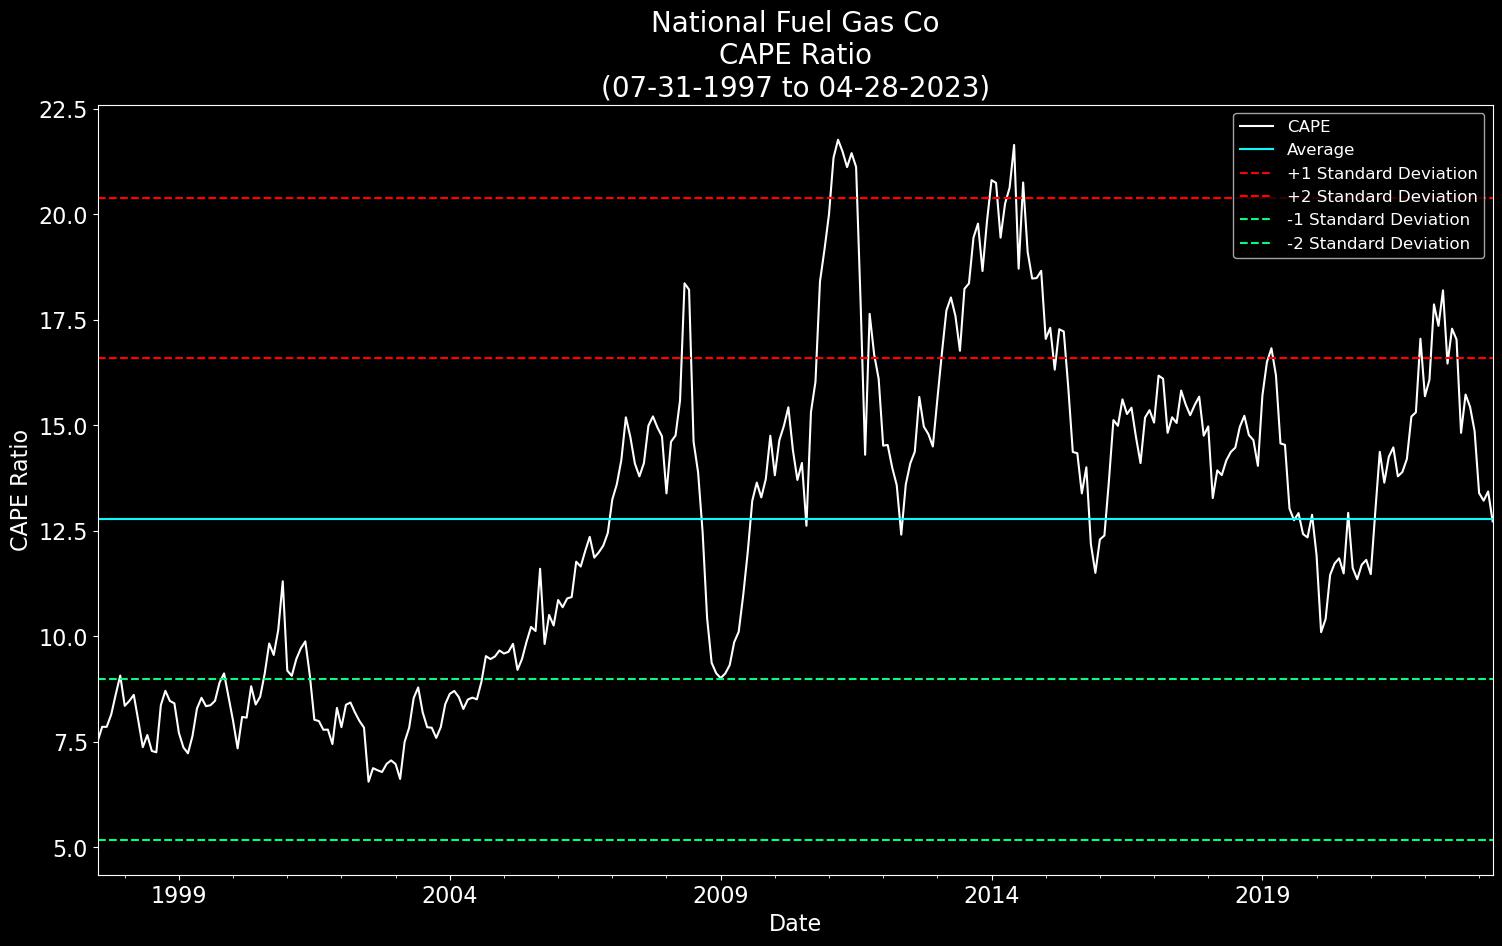 National Fuel Gas Co
CAPE Ratio
(07-31-1997 to 04-28-2023)
22.5
20.0
17.5
15.0
12.5
10.0
7.5
5.0
CAPE Ratio
CAPE
Average
+1 Standard Deviation
+2 Standard Deviation
-1 Standard Deviation
-2 Standard Deviation
1999
2004
2009
2014
2019
Date